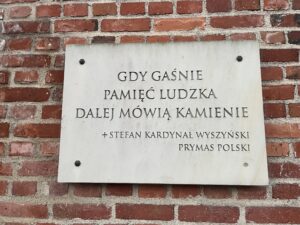 GDY GAŚNIE
PAMIĘĆ LUDZKA
DALEJ MÓWIĄ KAMIENIE
+ STEFAN KARDYNAŁ WYSZYŃSKI
PRYMAS POLSKI